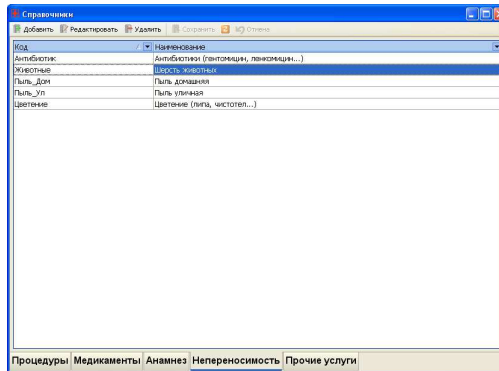 Справочники
Добавить Редактировать Удалить Сохранить Отмена
Код Наименование
Антибиотик Антибиотики (гентомицин, ленкомицин...)
Животные Шерсть животных
Пыль_Дом Пыль домашняя
Пыль_Ул Пыль уличная
Цветение Цветение (липа, чистотел...)
Процедуры Медикаменты Анамнез Непереносимость Прочие услуги